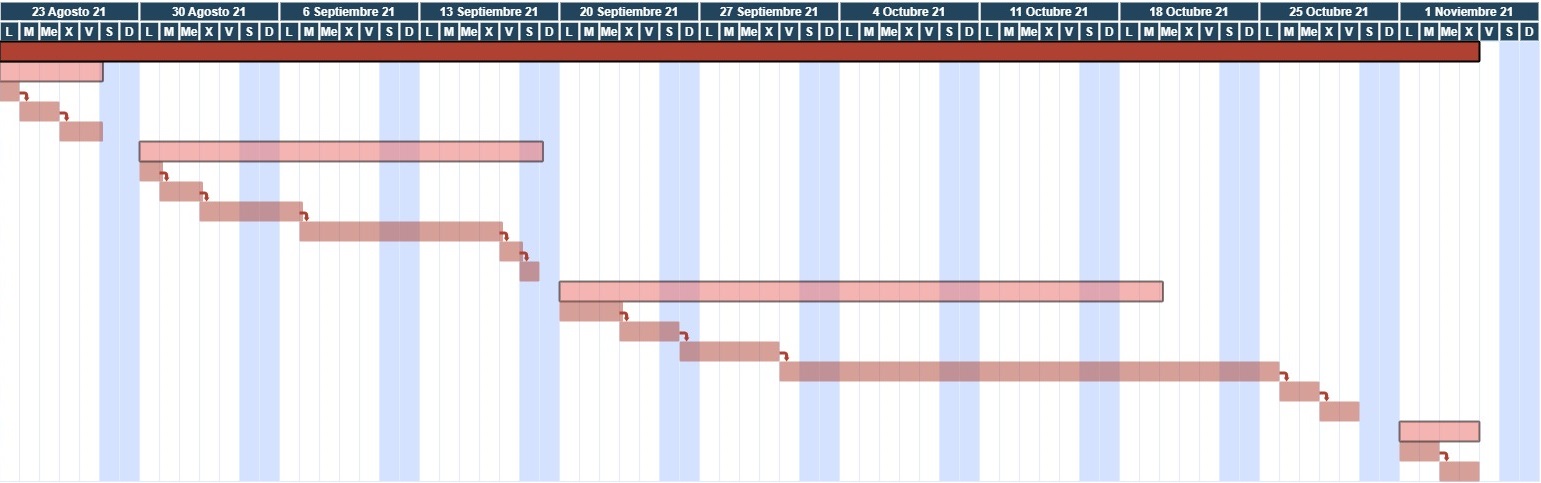 23 Agosto 21 30 Agosto 21 6 Septiembre 21 13 Septiembre 21 20 Septiembre 21 27 Septiembre 21 4 Octubre 21 11 Octubre 21 18 Octubre 21 25 Octubre 21 1 Noviembre 21
L M Me X V S D L M Me X V S D L M Me X V S D L M Me X V S D L M Me X V S D L M Me X V S D L M Me X V S D L M Me X V S D L M Me X V S D L M Me X V S D L M Me X V S D